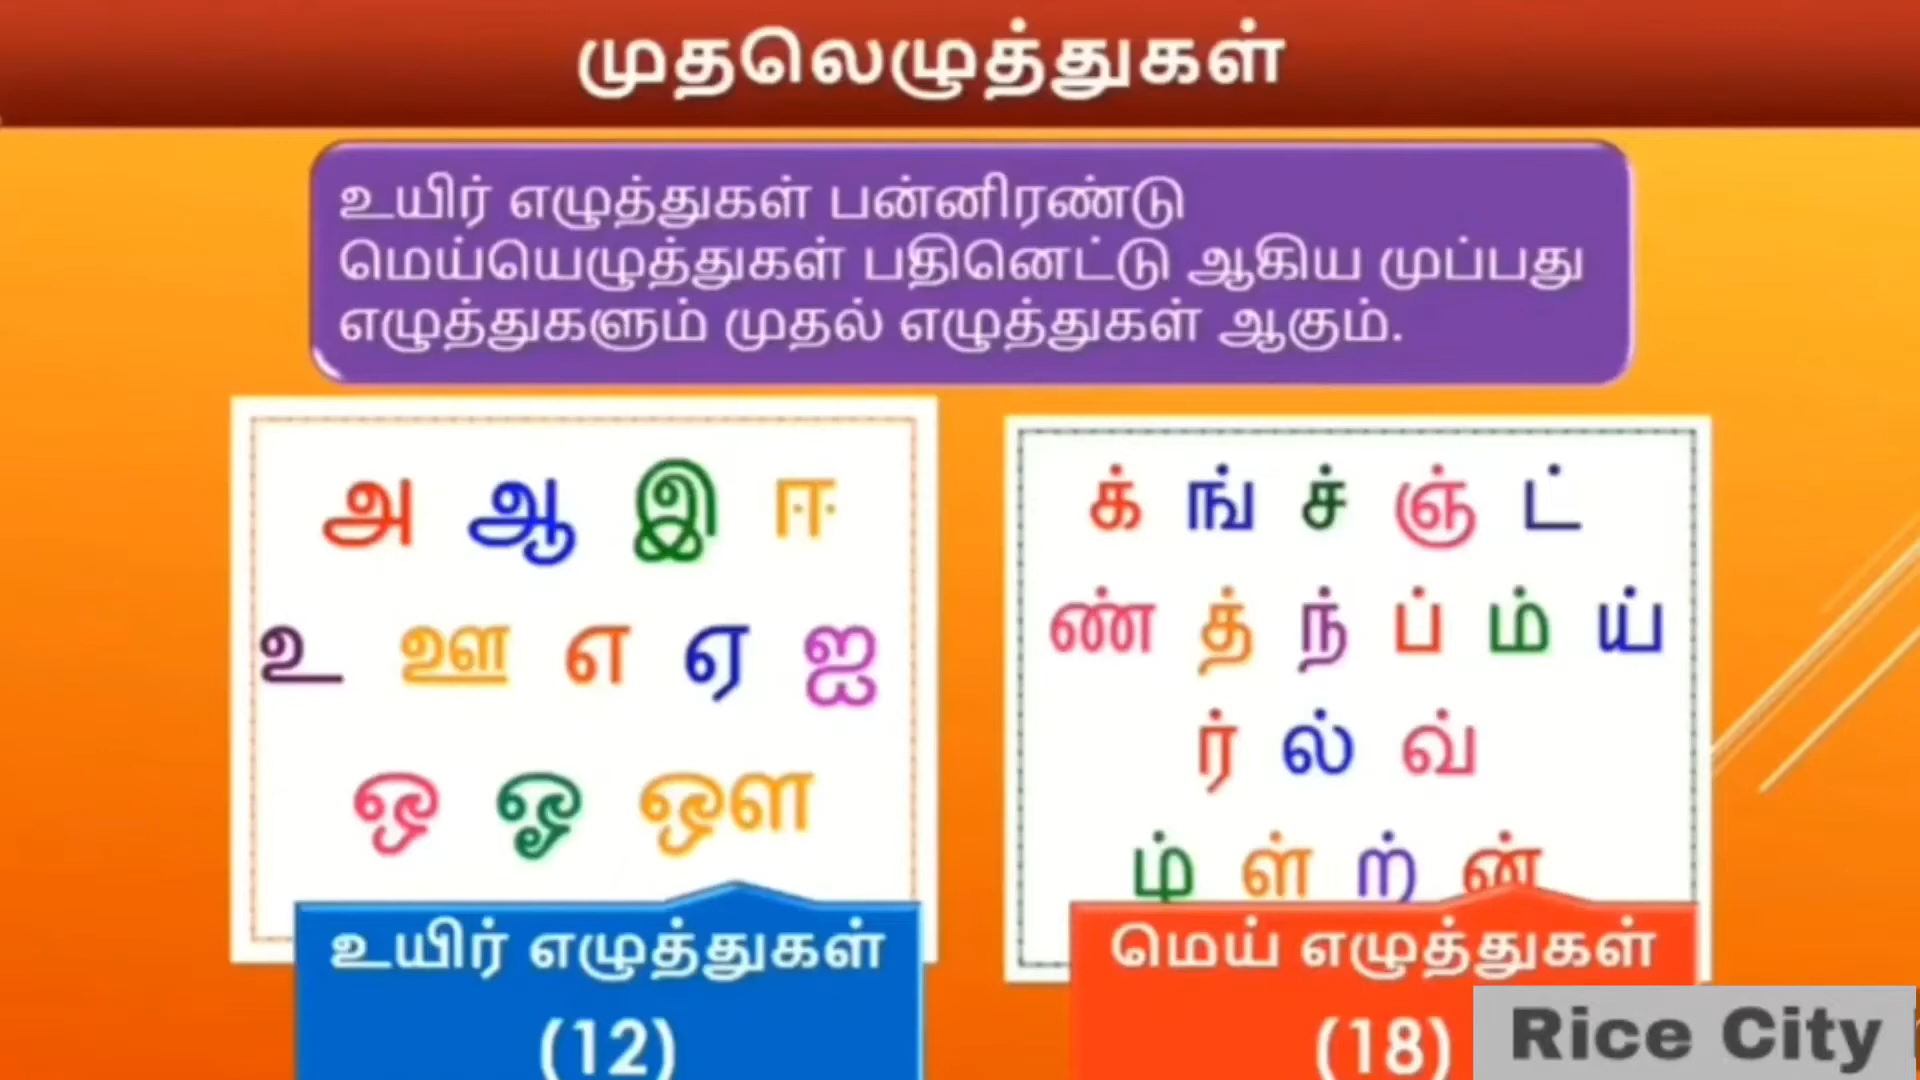 முதலெழுத்துகள்
உயிர் எழுத்துகள் பன்னிரண்டு
மெய்யெழுத்துகள் பதினெட்டு ஆகிய முப்பது
எழுத்துகளும் முதல் எழுத்துகள் ஆகும்.
அ ஆ இ ஈ
உ ஊ எ ஏ ஐ
ஒ ஓ ஔ
உயிர் எழுத்துகள்
(12)
க் ங் ச் ஞ் ட்
ண் த் ந் ப் ம் ய்
ர் ல் வ்
ழ் ள் ற் ன்
மெய் எழுத்துகள்
(18)
Rice City